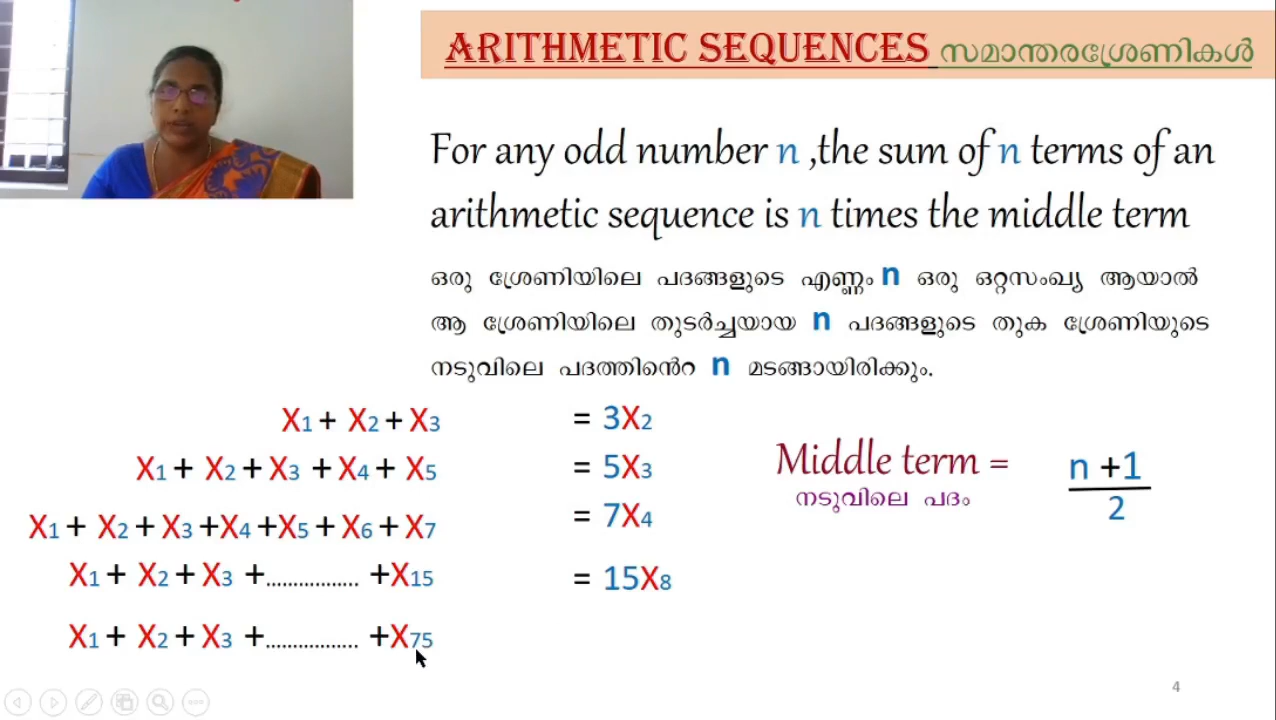 ARITHMETIC SEQUENCES സമാന്തരശ്രേണികൾ
For any odd number n ,the sum of n terms of an
arithmetic sequence is n times the middle term
ഒരു ശ്രേണിയിലെ പദങ്ങളുടെ എണ്ണം n ഒരു ഒറ്റസംഖ്യ ആയാൽ
ആ ശ്രേണിയിലെ തുടർച്ചയായ n പദങ്ങളുടെ തുക ശ്രേണിയുടെ
നടുവിലെ പദത്തിൻെറ n മടങ്ങായിരിക്കും.
X1 + X2 + X3 = 3X2
X1 + X2 + X3 + X4 + X5 = 5X3
X1 + X2 + X3 +X4 +X5 + X6 + X7 = 7X4
X1 + X2 + X3 +................. +X15 = 15X8
X1 + X2 + X3 +................. +X75
Middle term =
നടുവിലെ പദം
n +1
2
4